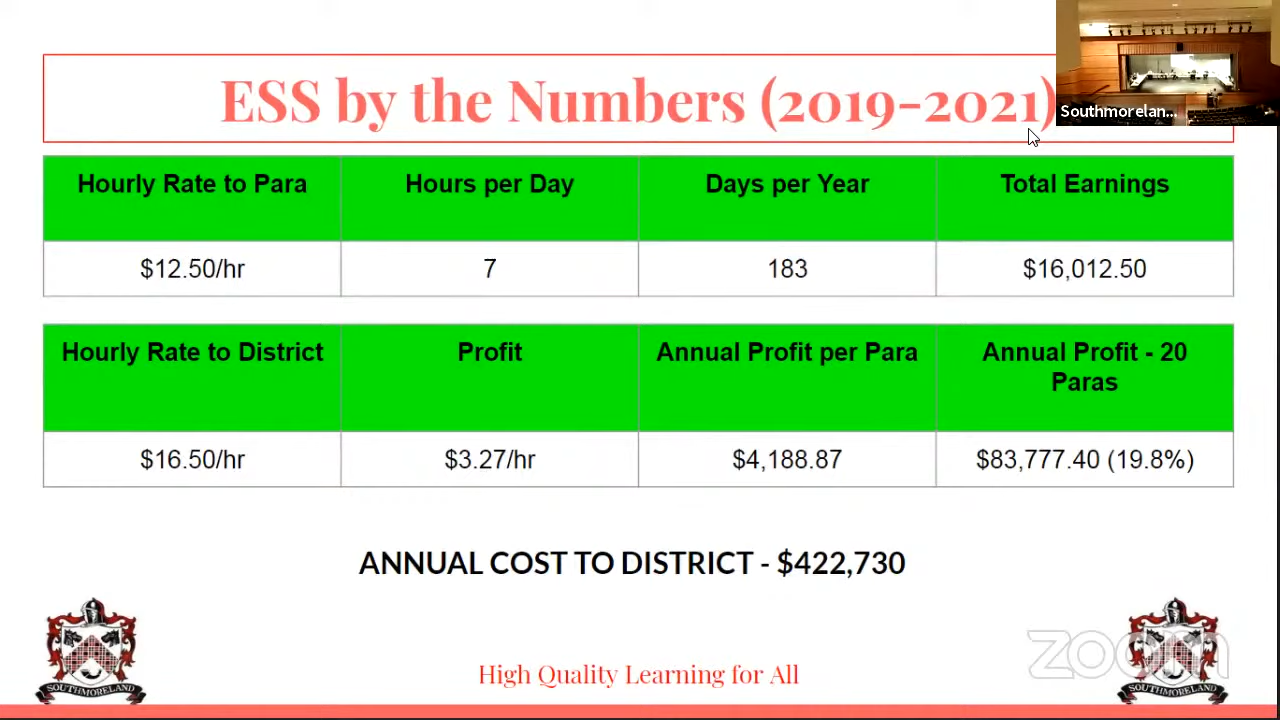 ESS by the Numbers (2019-2021)
Southmorelan...
Hourly Rate to Para
Hours per Day
Days per Year
Total Earnings
$12.50/hr
7
183
$16,012.50
Hourly Rate to District
Profit
Annual Profit per Para
Annual Profit - 20
Paras
$16.50/hr
$3.27/hr
$4,188.87
$83,777.40 (19.8%)
ANNUAL COST TO DISTRICT - $422,730
SOUTHMORELAND
zoom
SOUTHMORELAND
High Quality Learning for All